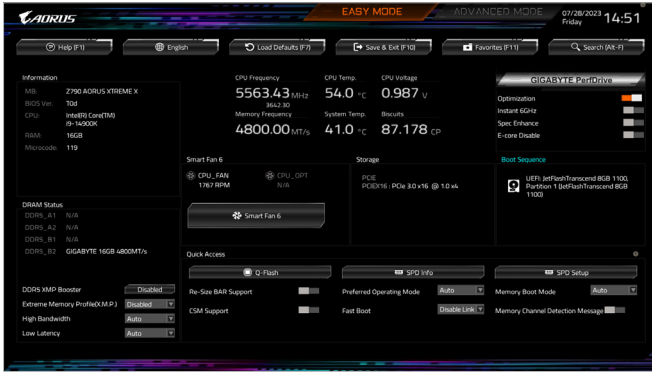 AORUS
EASY MODE
ADVANCED MODE
07/28/2023
Friday
14:51
Help (F1)
English
Load Defaults (F7)
Save & Exit (F10)
Favorites (F11)
Search (Alt-F)
Information
MB: Z790 AORUS XTREME X
BIOS Ver. T0d
CPU: Intel(R) Core(TM)
i9-14900K
RAM: 16GB
Microcode: 119
CPU Frequency
5563.43 MHz
3642.30
CPU Temp.
54.0 °C
CPU Voltage
0.987 V
Memory Frequency
4800.00 MT/s
System Temp.
41.0 °C
Biscuits
87.178 CP
GIGABYTE PerfDrive
Optimization
Instant 6GHz
Spec Enhance
E-core Disable
Smart Fan 6
CPU_FAN
1767 RPM
CPU_OPT
N/A
Smart Fan 6
Storage
PCIE
PCIEX16 : PCIe 3.0 x16 @ 1.0 x4
Boot Sequence
UEFI: JetFlashTranscend 8GB 1100,
Partition 1 (JetFlashTranscend 8GB
1100)
DRAM Status
DDR5_A1 N/A
DDR5_A2 N/A
DDR5_B1 N/A
DDR5_B2 GIGABYTE 16GB 4800MT/s
DDR5 XMP Booster Disabled
Extreme Memory Profile(X.M.P.) Disabled
High Bandwidth Auto
Low Latency Auto
Quick Access
Q-Flash
SPD Info
SPD Setup
Re-Size BAR Support
Preferred Operating Mode Auto
Memory Boot Mode Auto
CSM Support
Fast Boot Disable Link
Memory Channel Detection Message